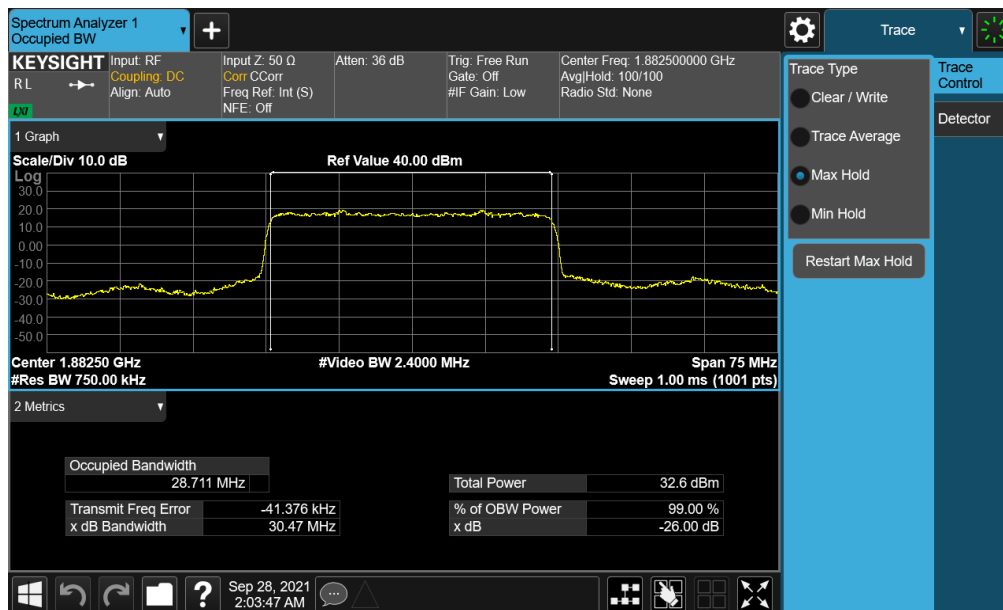 Spectrum Analyzer 1
Occupied BW
Trace
KEYSIGHT
R L
LXI
Input: RF
Coupling: DC
Align: Auto
Input Z: 50 Ω
Corr CCorr
Freq Ref: Int (S)
NFE: Off
Atten: 36 dB
Trig: Free Run
Gate: Off
#IF Gain: Low
Center Freq: 1.882500000 GHz
Avg|Hold: 100/100
Radio Std: None
Trace Type
Clear / Write
Trace Average
Max Hold
Min Hold
Restart Max Hold
Trace
Control
Detector
1 Graph
Scale/Div 10.0 dB
Ref Value 40.00 dBm
Log
30.0
20.0
10.0
0.00
-10.0
-20.0
-30.0
-40.0
-50.0
Center 1.88250 GHz
#Video BW 2.4000 MHz
Span 75 MHz
#Res BW 750.00 kHz
Sweep 1.00 ms (1001 pts)
2 Metrics
Occupied Bandwidth
28.711 MHz
Total Power 32.6 dBm
Transmit Freq Error -41.376 kHz
% of OBW Power 99.00 %
x dB Bandwidth 30.47 MHz
x dB -26.00 dB
?
Sep 28, 2021
2:03:47 AM